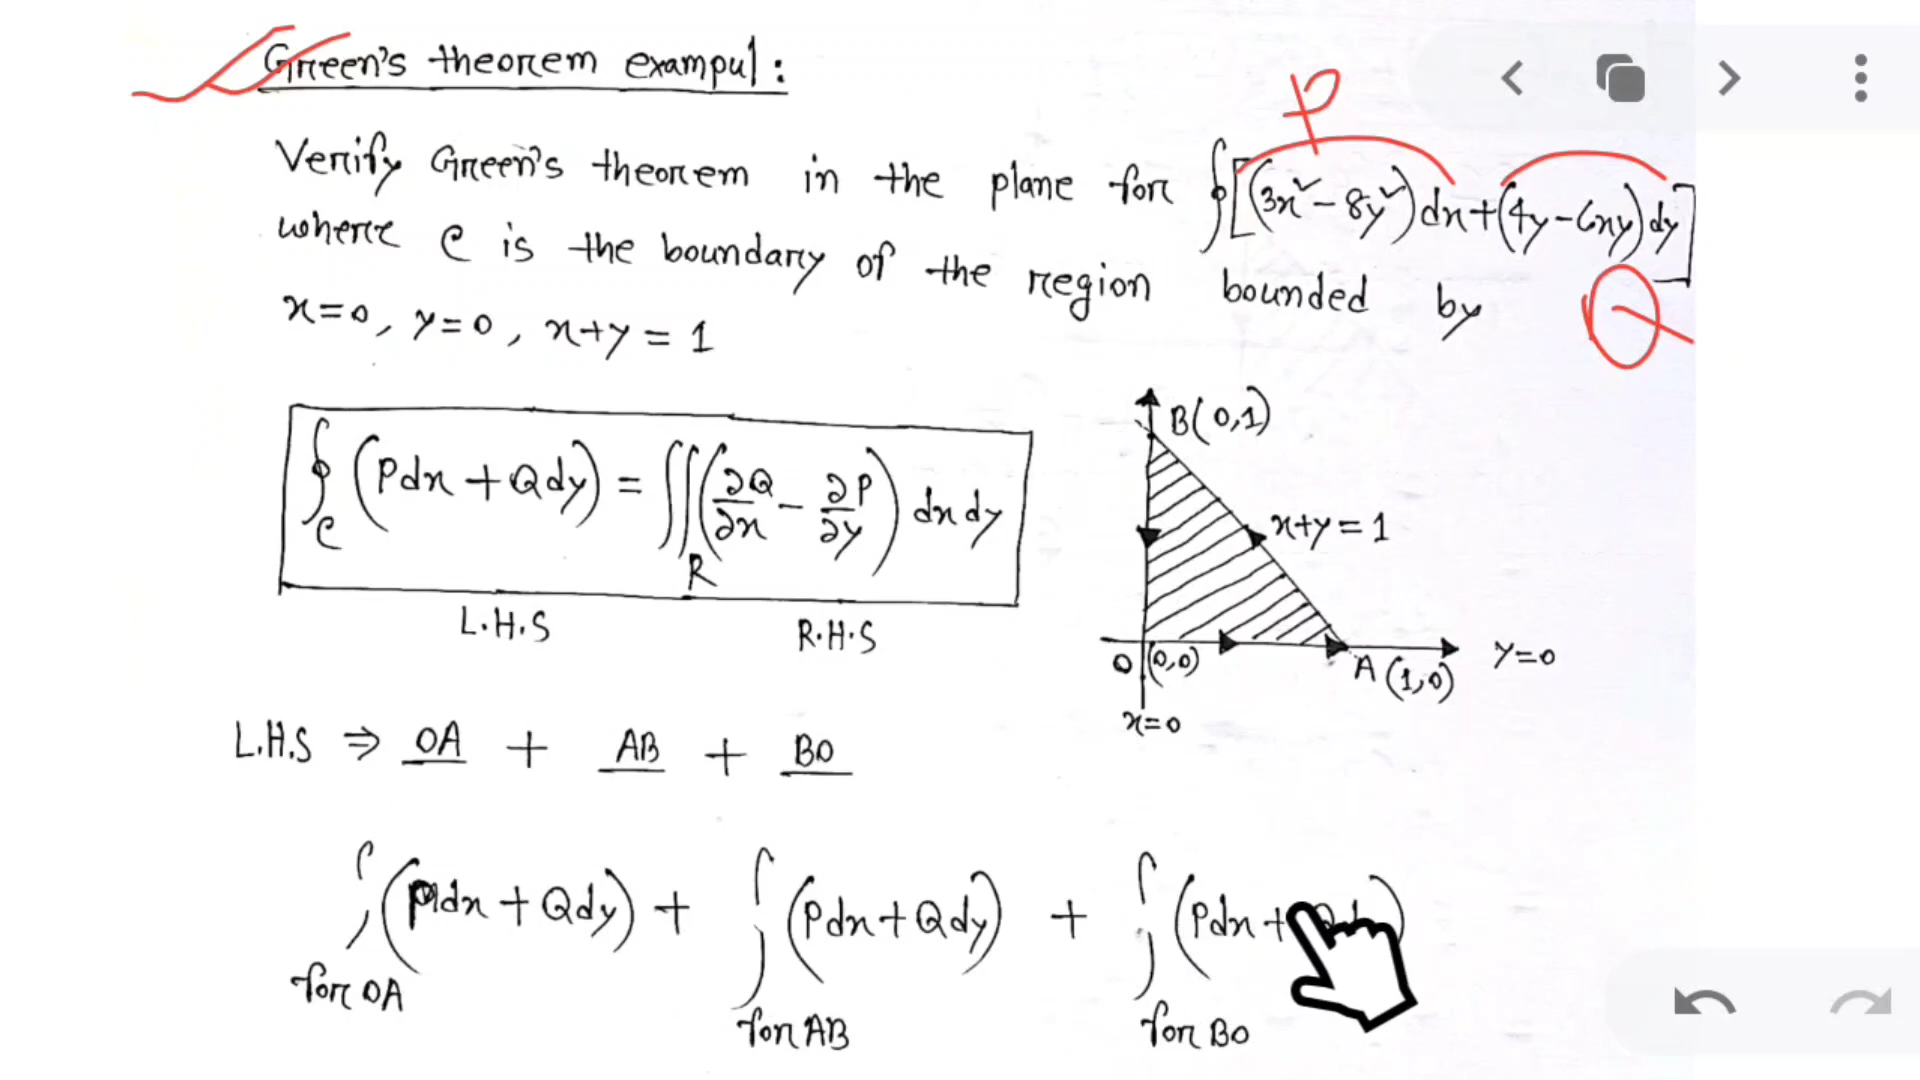 Green's theorem exampul:
P
Verify Green's theorem in the plane for ∮[(3x²-8y²)dx+(4y-6xy)dy]
where C is the boundary of the region bounded by
Q
x=0, y=0, x+y=1
∮C (Pdx+Qdy) = ∬R (∂Q/∂x - ∂P/∂y) dxdy
L.H.S R.H.S
B(0,1)
x+y=1
O (0,0) A (1,0) y=0
x=0
L.H.S ⇒ OA + AB + BO
∫(Pdx+Qdy) + ∫(Pdx+Qdy) + ∫(Pdx+
for OA for AB for BO